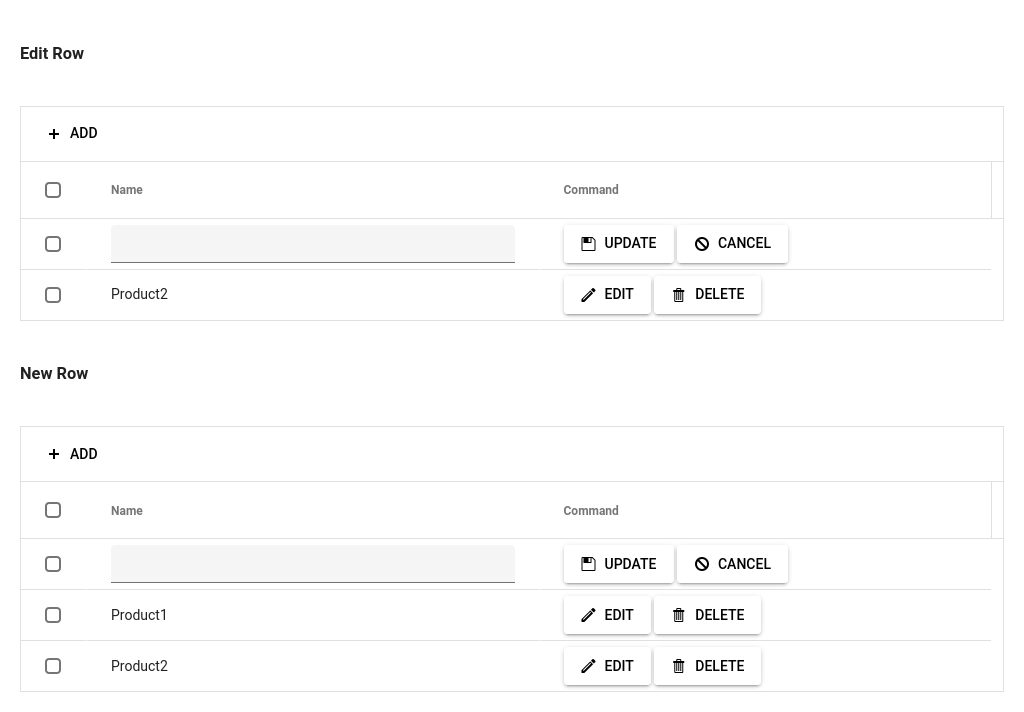 Edit Row
ADD
Name Command
UPDATE CANCEL
Product2 EDIT DELETE
New Row
ADD
Name Command
UPDATE CANCEL
Product1 EDIT DELETE
Product2 EDIT DELETE